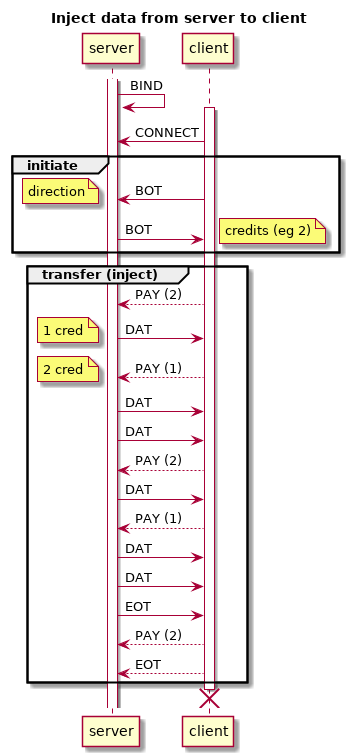 Inject data from server to client
server client
BIND
CONNECT
initiate
direction
BOT
BOT
credits (eg 2)
transfer (inject)
PAY (2)
1 cred
DAT
2 cred
PAY (1)
DAT
DAT
PAY (2)
DAT
PAY (1)
DAT
DAT
EOT
PAY (2)
EOT
server client